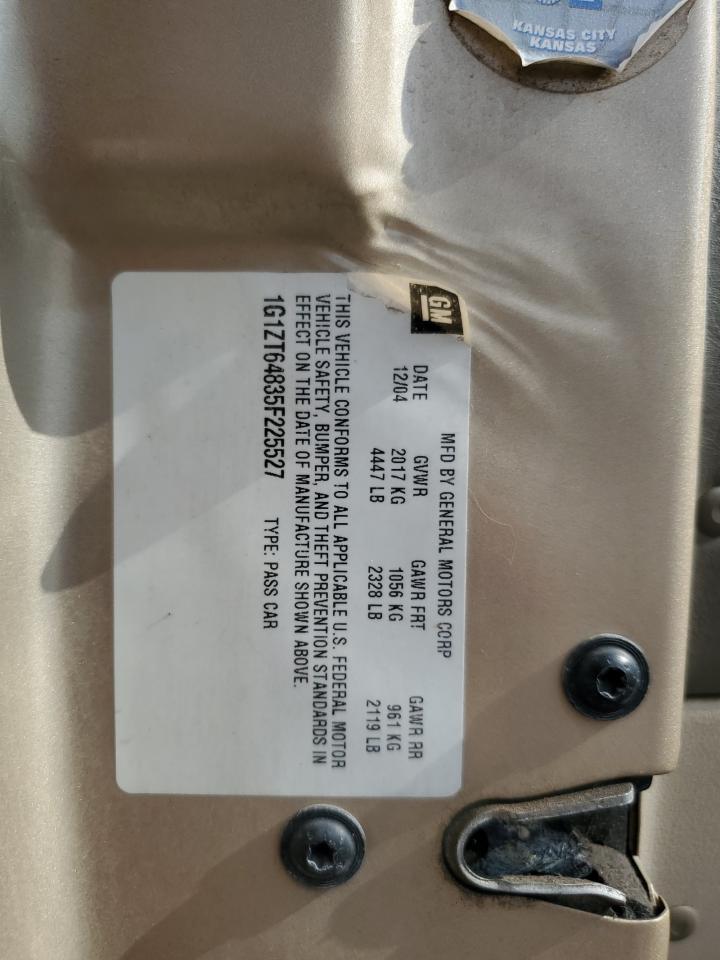 KANSAS CITY
KANSAS
GM
MFD BY GENERAL MOTORS CORP
DATE GVWR GAWR FRT GAWR RR
12/04 2017 KG 1056 KG 961 KG
4447 LB 2328 LB 2119 LB
THIS VEHICLE CONFORMS TO ALL APPLICABLE U.S. FEDERAL MOTOR
VEHICLE SAFETY, BUMPER, AND THEFT PREVENTION STANDARDS IN
EFFECT ON THE DATE OF MANUFACTURE SHOWN ABOVE.
1G1ZT64835F225527 TYPE: PASS CAR